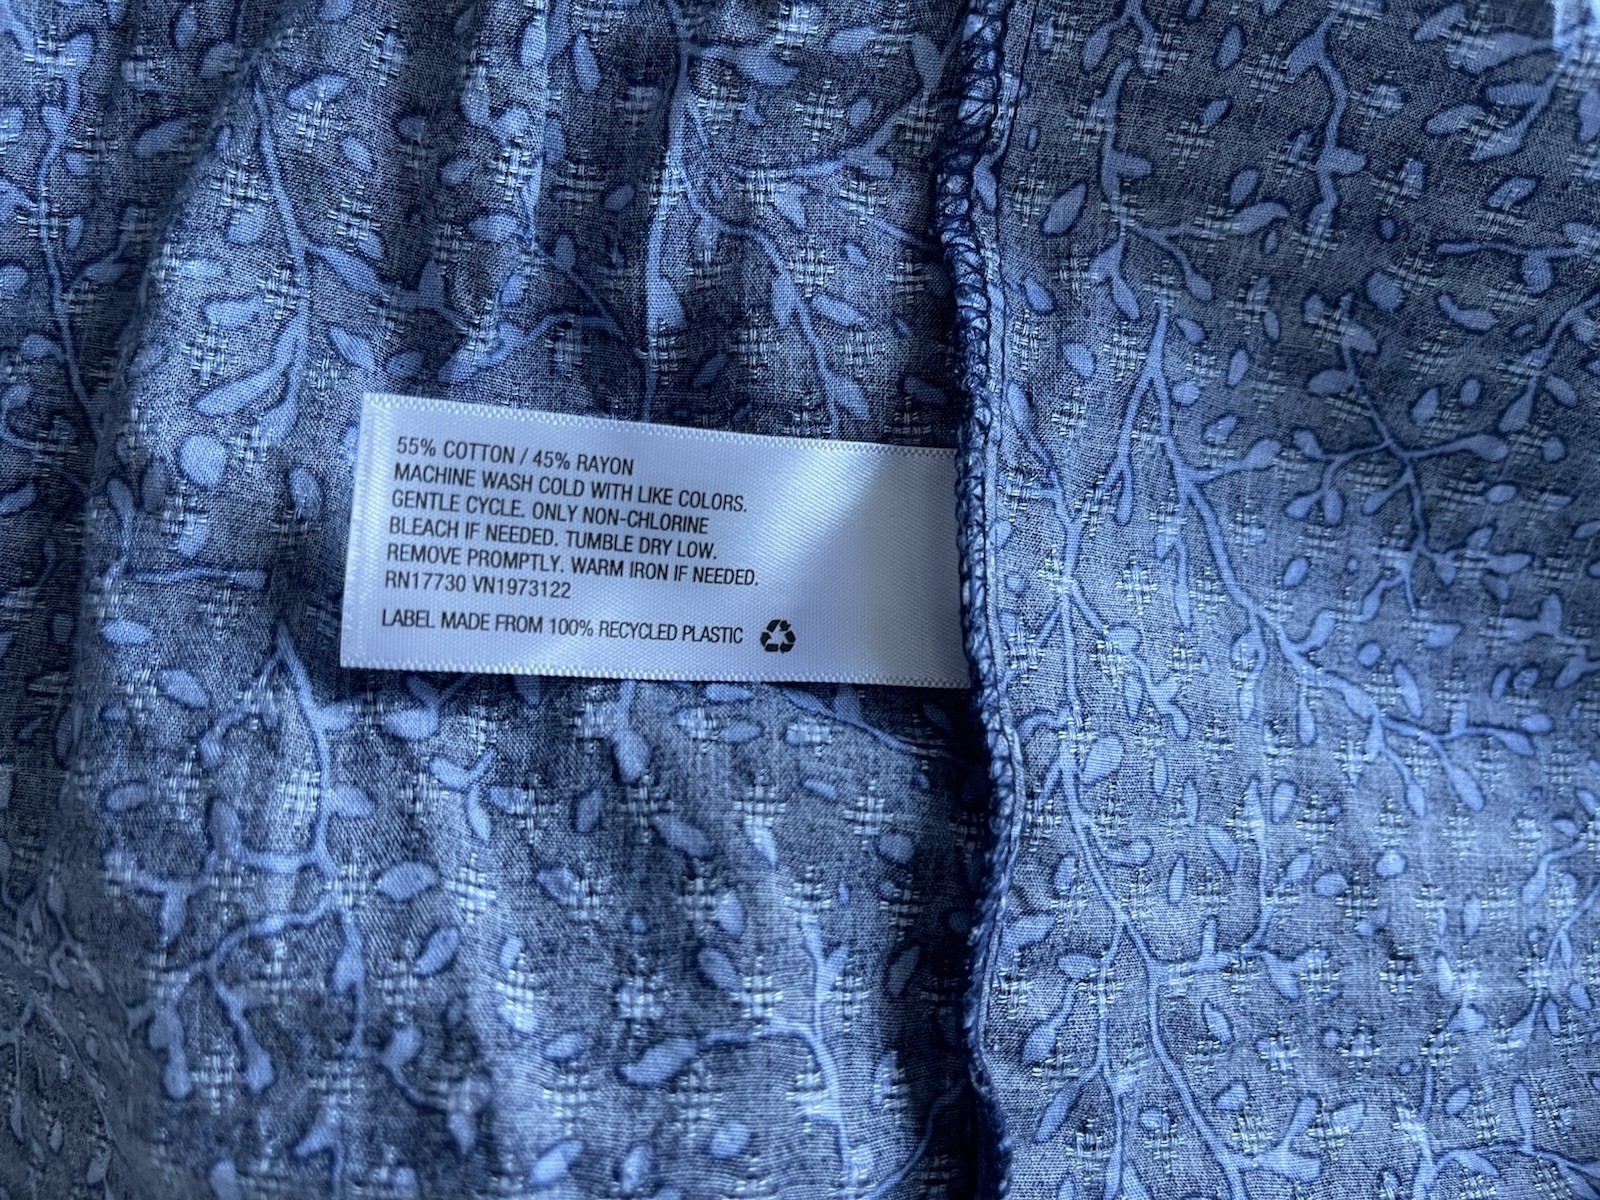 55% COTTON / 45% RAYON
MACHINE WASH COLD WITH LIKE COLORS.
GENTLE CYCLE. ONLY NON-CHLORINE
BLEACH IF NEEDED. TUMBLE DRY LOW.
REMOVE PROMPTLY. WARM IRON IF NEEDED.
RN17730 VN1973122
LABEL MADE FROM 100% RECYCLED PLASTIC